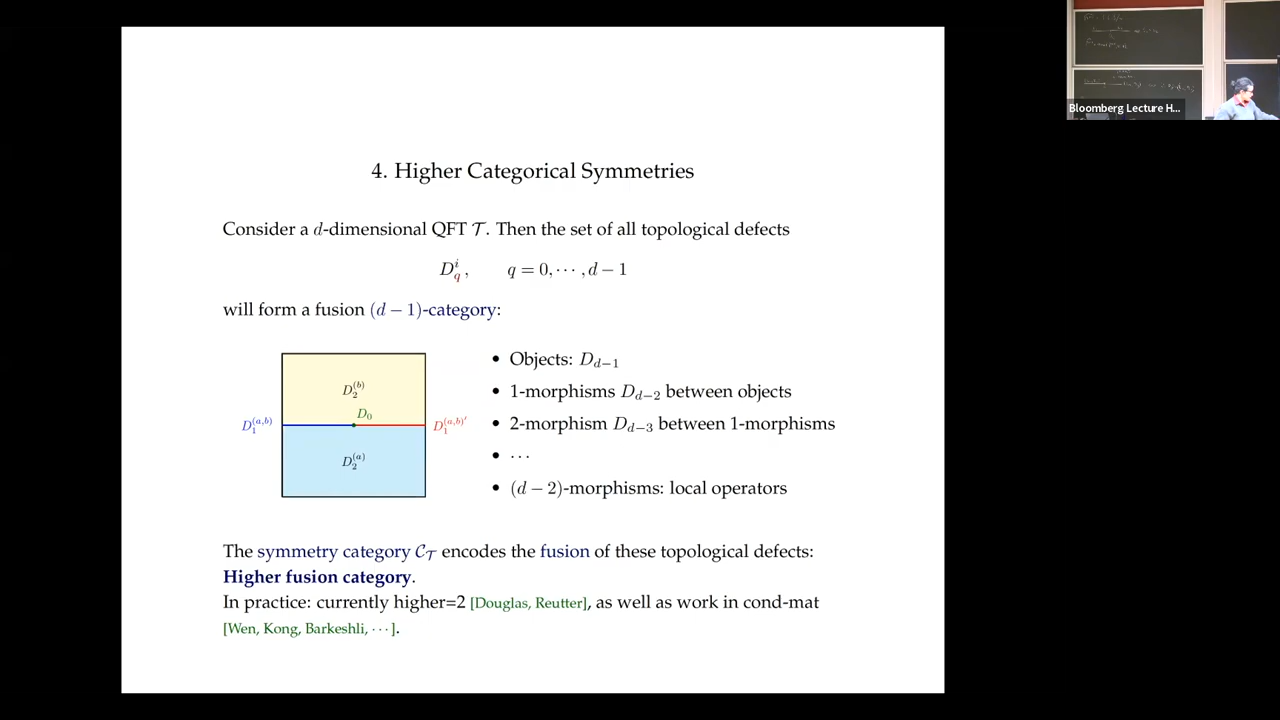 4. Higher Categorical Symmetries
Consider a d-dimensional QFT 𝒯. Then the set of all topological defects
D_q^i, q = 0, ⋯, d − 1
will form a fusion (d − 1)-category:
D_2^{(b)}
D_0
D_1^{(a,b)}
D_1^{(a,b)′}
D_2^{(a)}
• Objects: D_{d−1}
• 1-morphisms D_{d−2} between objects
• 2-morphism D_{d−3} between 1-morphisms
• ⋯
• (d − 2)-morphisms: local operators
The symmetry category 𝒞_𝒯 encodes the fusion of these topological defects:
Higher fusion category.
In practice: currently higher=2 [Douglas, Reutter], as well as work in cond-mat
[Wen, Kong, Barkeshli, ⋯].
Bloomberg Lecture H...